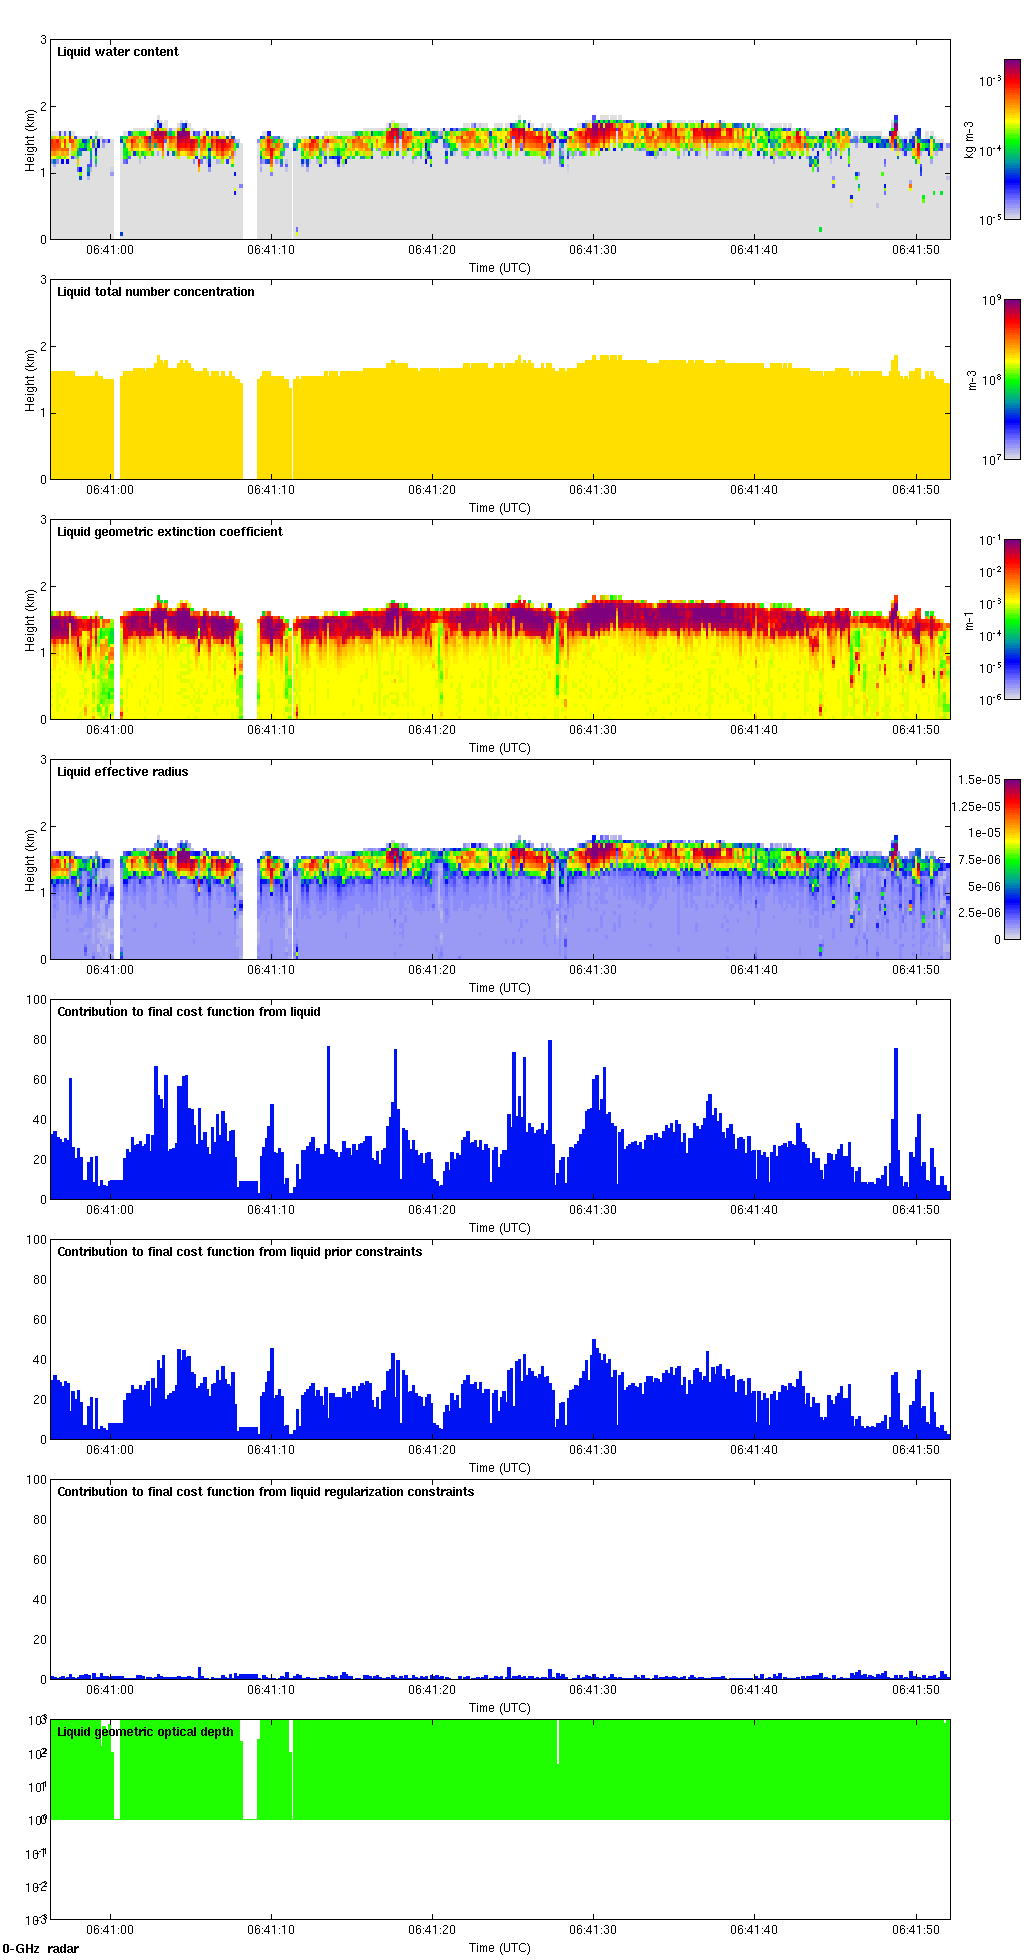 Liquid water content
3
2
1
0
Height (km)
06:41:00 06:41:10 06:41:20 06:41:30 06:41:40 06:41:50
Time (UTC)
10⁻³
10⁻⁴
10⁻⁵
kg m-3
Liquid total number concentration
3
2
1
0
Height (km)
06:41:00 06:41:10 06:41:20 06:41:30 06:41:40 06:41:50
Time (UTC)
10⁹
10⁸
10⁷
m-3
Liquid geometric extinction coefficient
3
2
1
0
Height (km)
06:41:00 06:41:10 06:41:20 06:41:30 06:41:40 06:41:50
Time (UTC)
10⁻¹
10⁻²
10⁻³
10⁻⁴
10⁻⁵
10⁻⁶
m-1
Liquid effective radius
3
2
1
0
Height (km)
06:41:00 06:41:10 06:41:20 06:41:30 06:41:40 06:41:50
Time (UTC)
1.5e-05
1.25e-05
1e-05
7.5e-06
5e-06
2.5e-06
0
Contribution to final cost function from liquid
100
80
60
40
20
0
06:41:00 06:41:10 06:41:20 06:41:30 06:41:40 06:41:50
Time (UTC)
Contribution to final cost function from liquid prior constraints
100
80
60
40
20
0
06:41:00 06:41:10 06:41:20 06:41:30 06:41:40 06:41:50
Time (UTC)
Contribution to final cost function from liquid regularization constraints
100
80
60
40
20
0
06:41:00 06:41:10 06:41:20 06:41:30 06:41:40 06:41:50
Time (UTC)
Liquid geometric optical depth
10³
10²
10¹
10⁰
10⁻¹
10⁻²
10⁻³
06:41:00 06:41:10 06:41:20 06:41:30 06:41:40 06:41:50
Time (UTC)
0-GHz radar